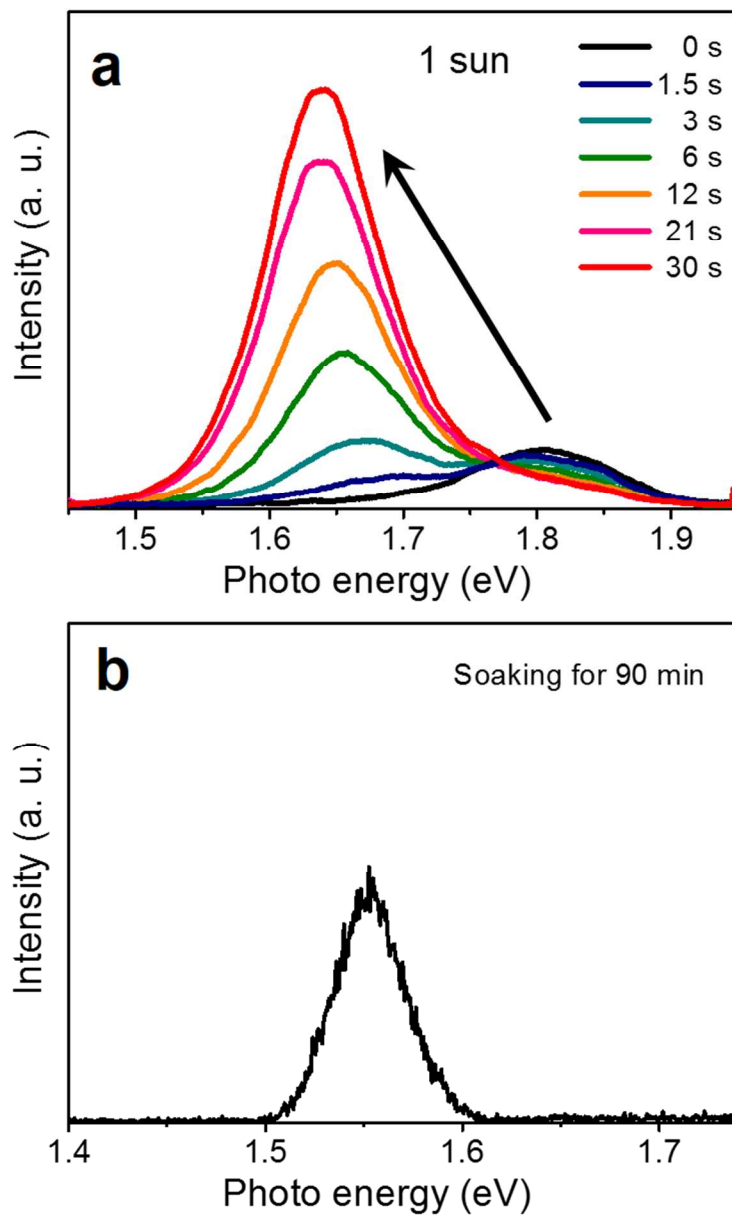 a
1 sun
0 s
1.5 s
3 s
6 s
12 s
21 s
30 s
Intensity (a. u.)
1.5
1.6
1.7
1.8
1.9
Photo energy (eV)
b
Soaking for 90 min
Intensity (a. u.)
1.4
1.5
1.6
1.7
Photo energy (eV)